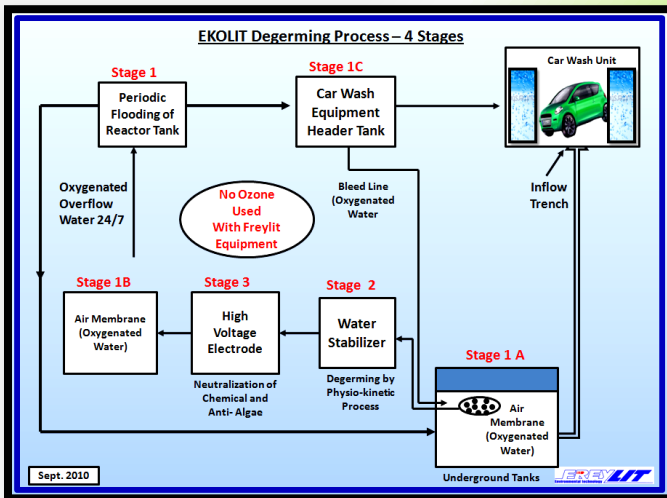 EKOLIT Degerming Process – 4 Stages
Stage 1
Periodic
Flooding of
Reactor Tank
Stage 1C
Car Wash
Equipment
Header Tank
Car Wash Unit
Oxygenated
Overflow
Water 24/7
No Ozone
Used
With Freylit
Equipment
Bleed Line
(Oxygenated
Water
Inflow
Trench
Stage 1B
Air Membrane
(Oxygenated
Water)
Stage 3
High
Voltage
Electrode
Neutralization of
Chemical and
Anti- Algae
Stage 2
Water
Stabilizer
Degerming by
Physio-kinetic
Process
Stage 1 A
Air
Membrane
(Oxygenated
Water)
Underground Tanks
Sept. 2010
FREYLIT
Environmental Technology